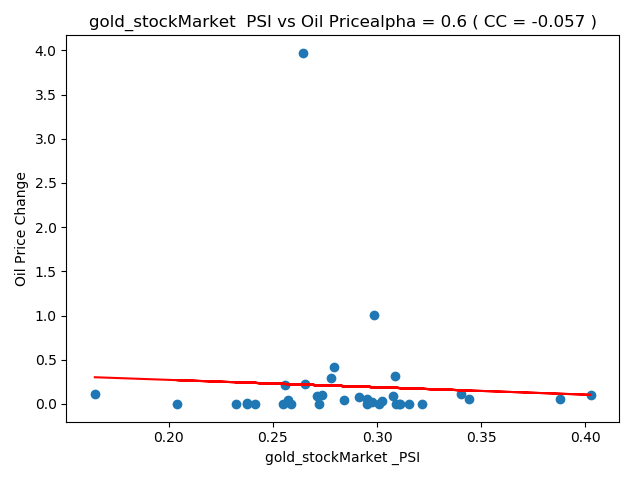 gold_stockMarket  PSI vs Oil Pricealpha = 0.6 ( CC = -0.057 )
4.0
3.5
3.0
2.5
2.0
1.5
1.0
0.5
0.0
Oil Price Change
0.20 0.25 0.30 0.35 0.40
gold_stockMarket _PSI